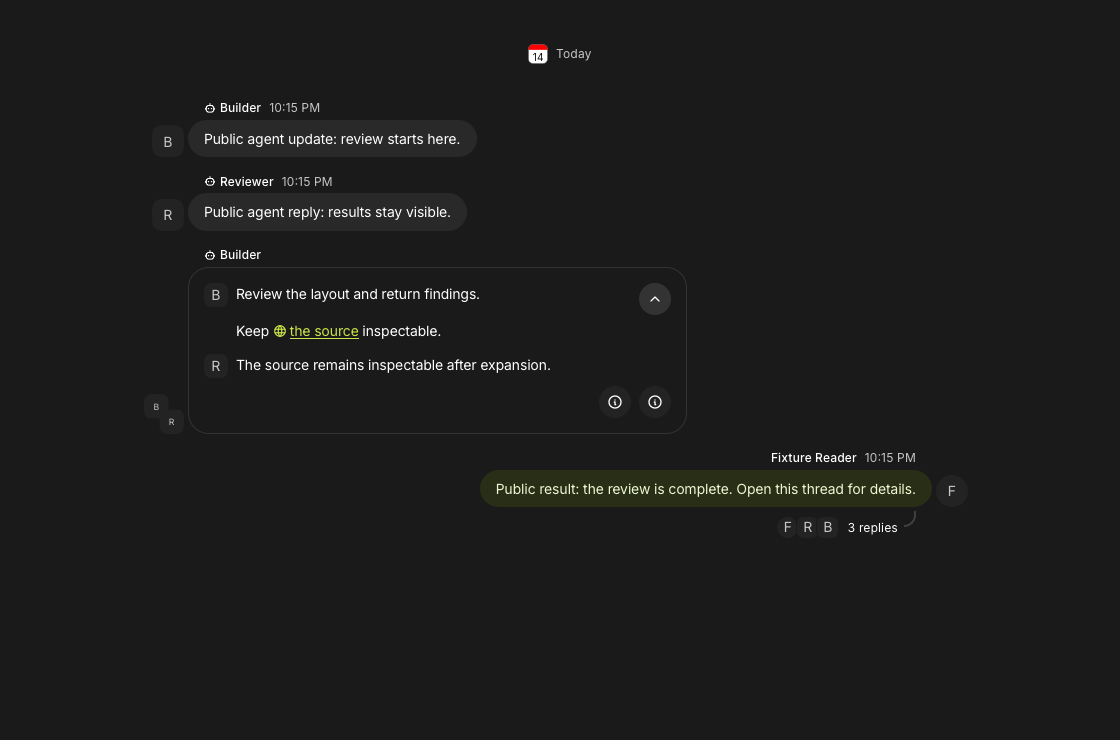 14 Today
Builder 10:15 PM
B
Public agent update: review starts here.
Reviewer 10:15 PM
R
Public agent reply: results stay visible.
Builder
B Review the layout and return findings.
Keep the source inspectable.
R The source remains inspectable after expansion.
B
R
Fixture Reader 10:15 PM
Public result: the review is complete. Open this thread for details.
F
F R B 3 replies